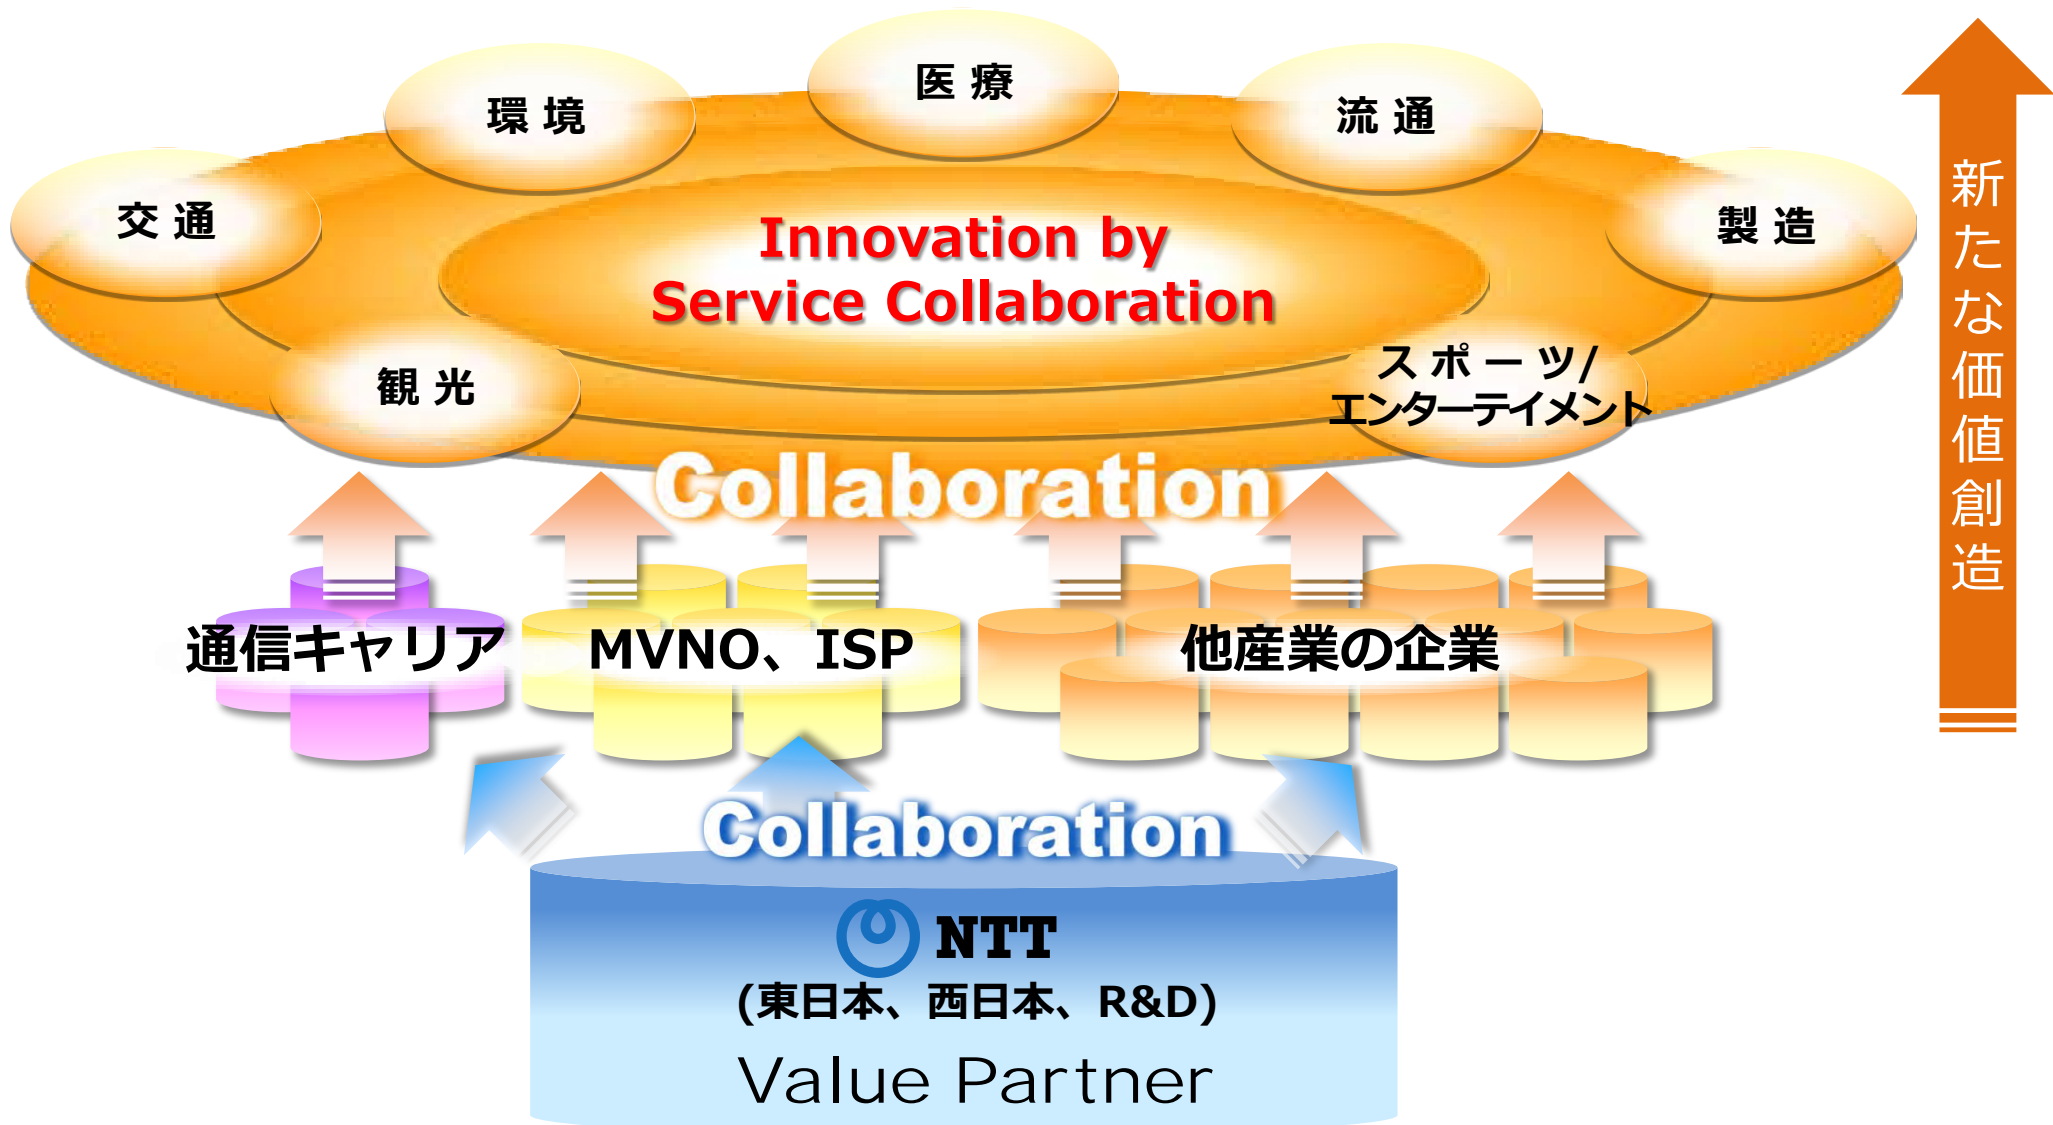 医 療
環 境
流 通
交 通
製 造
Innovation by
Service Collaboration
観 光
ス ポ ー ツ/
エンターテイメント
新たな価値創造
Collaboration
通信キャリア
MVNO、ISP
他産業の企業
Collaboration
NTT
(東日本、西日本、R&D)
Value Partner